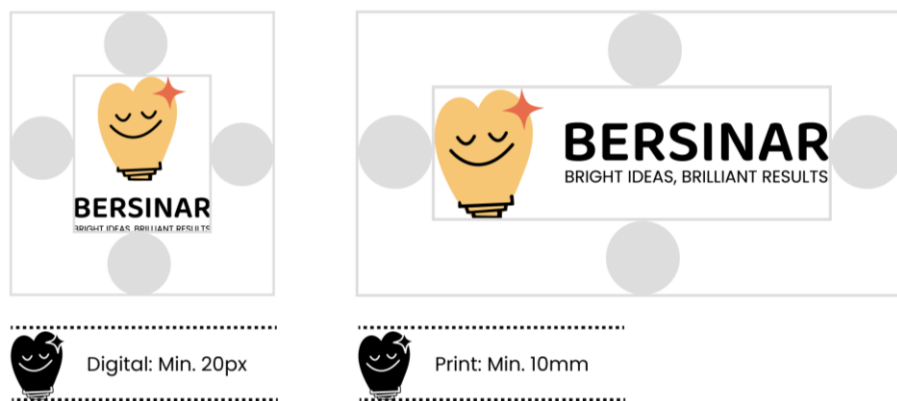 BERSINAR
BRIGHT IDEAS, BRILLIANT RESULTS
BERSINAR
BRIGHT IDEAS, BRILLIANT RESULTS
Digital: Min. 20px
Print: Min. 10mm